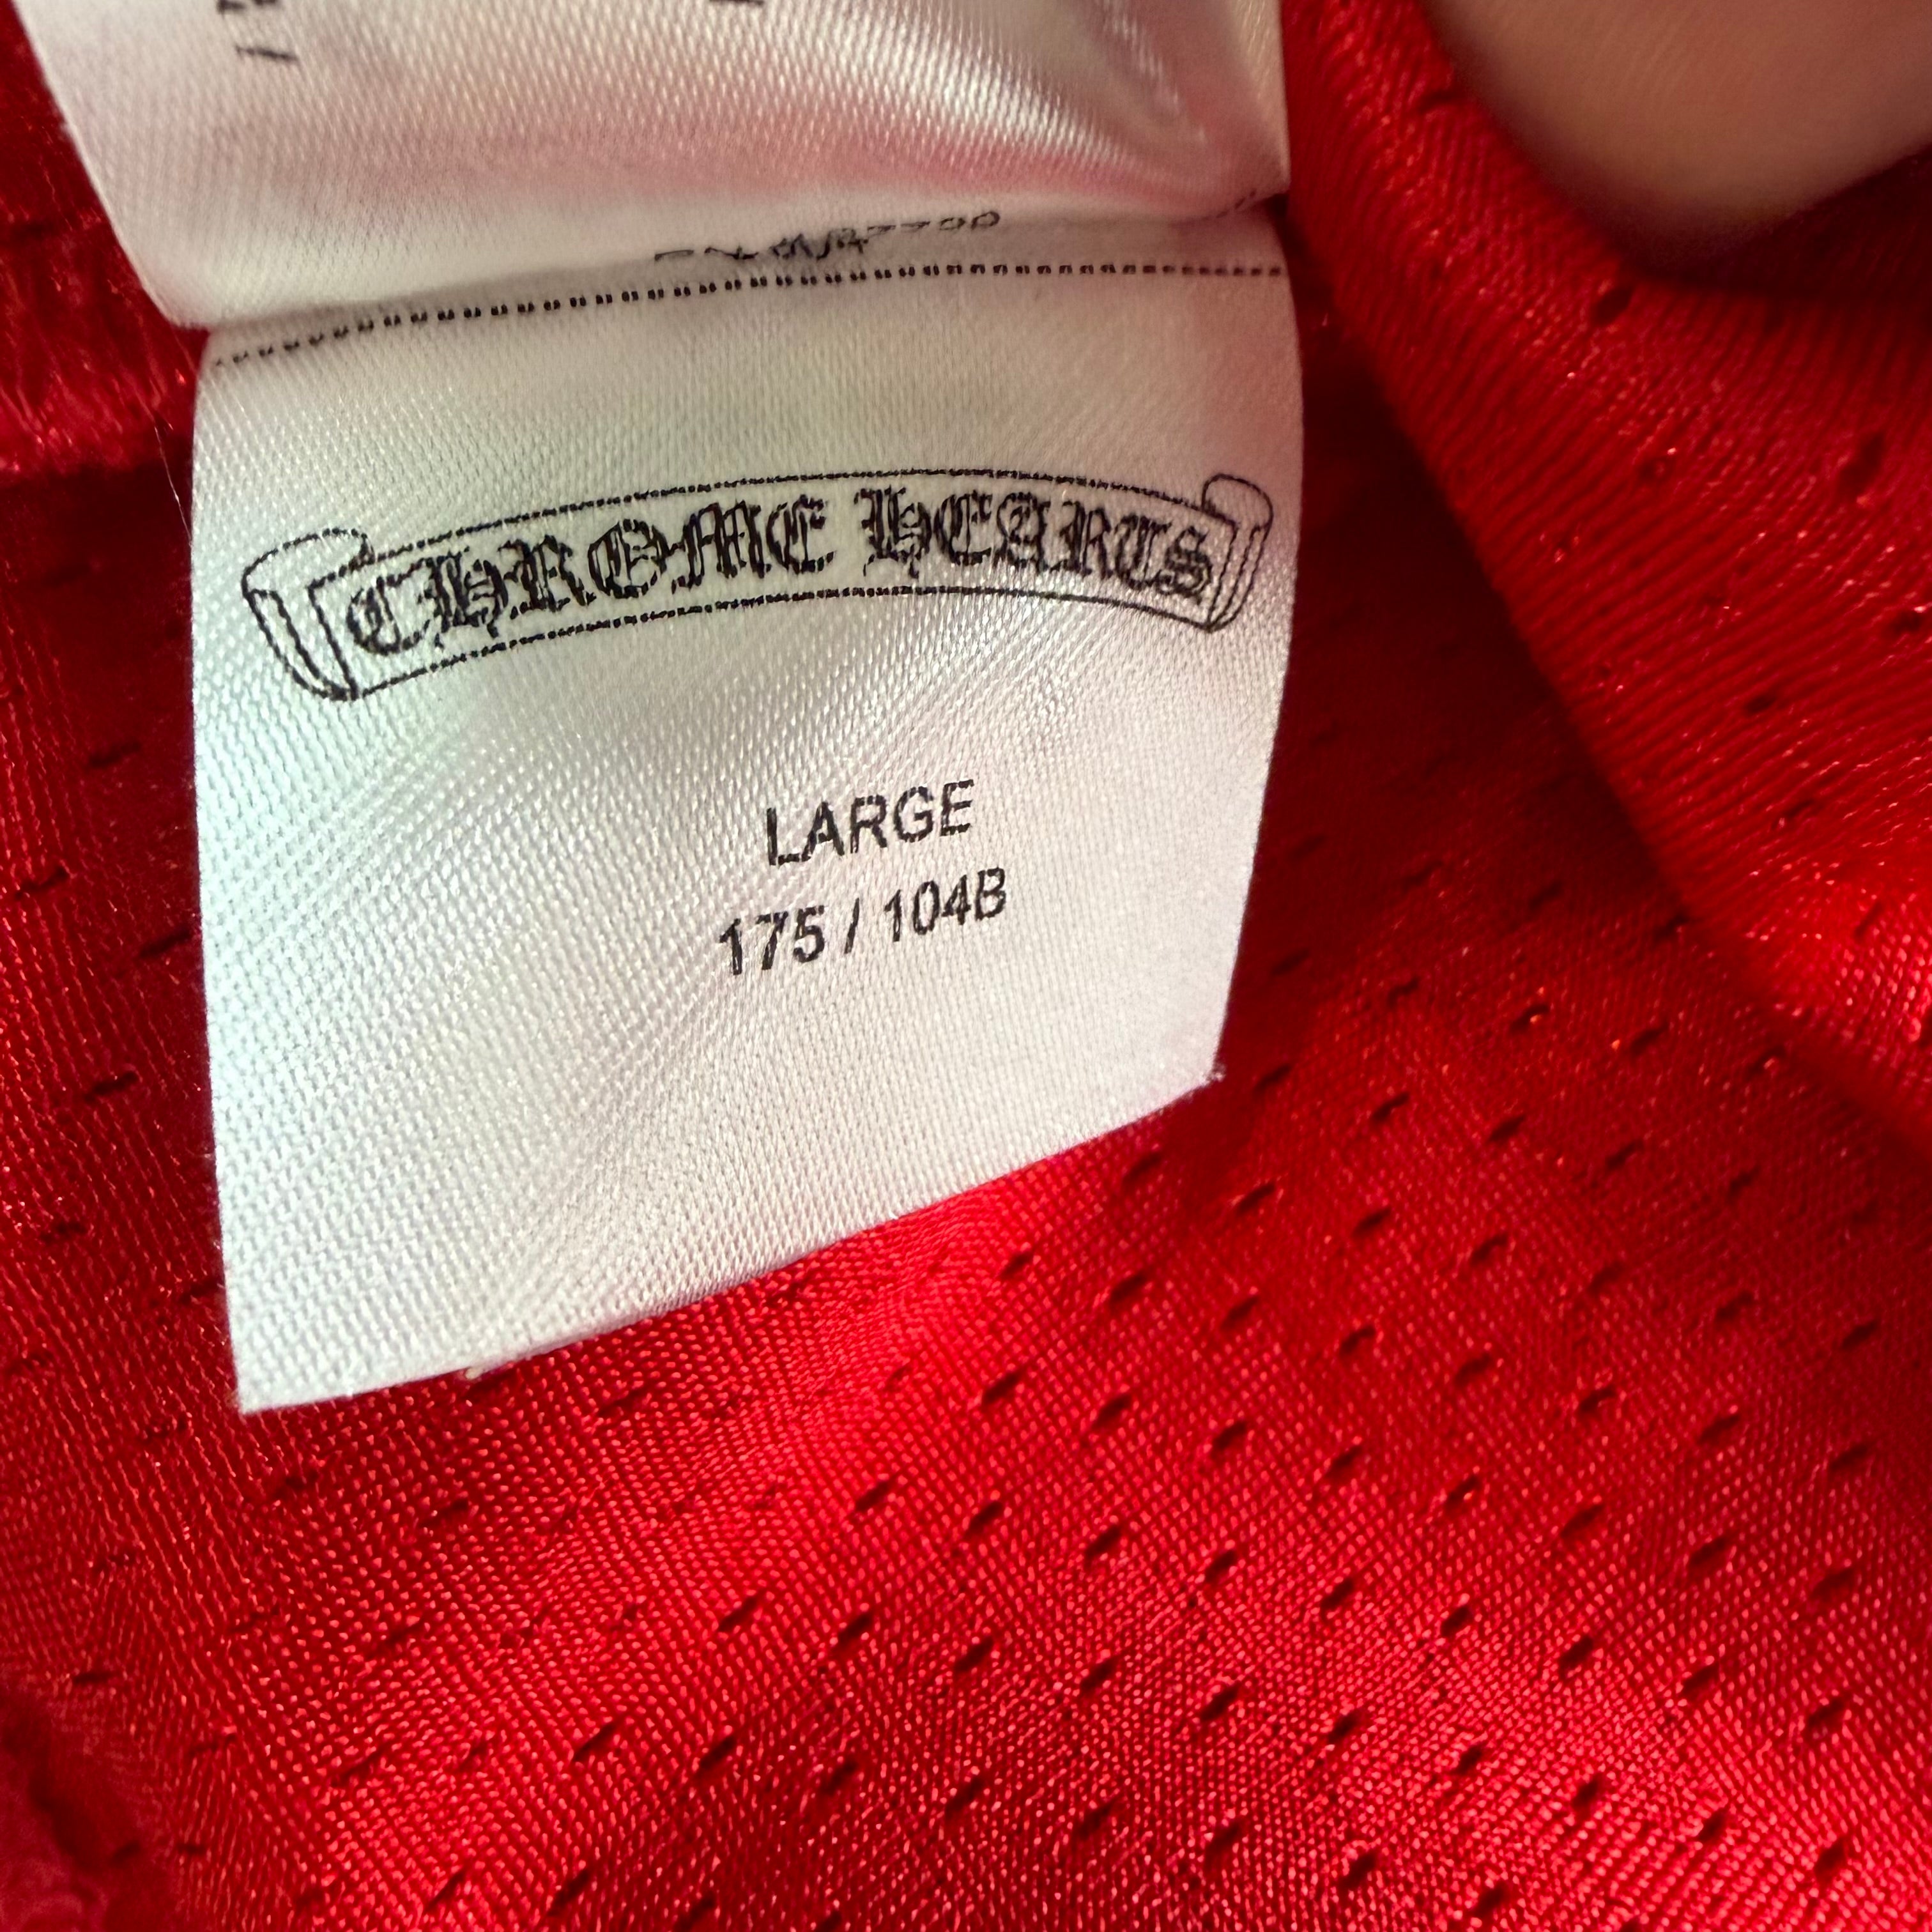 CHROME HEARTS
LARGE
175 / 104B